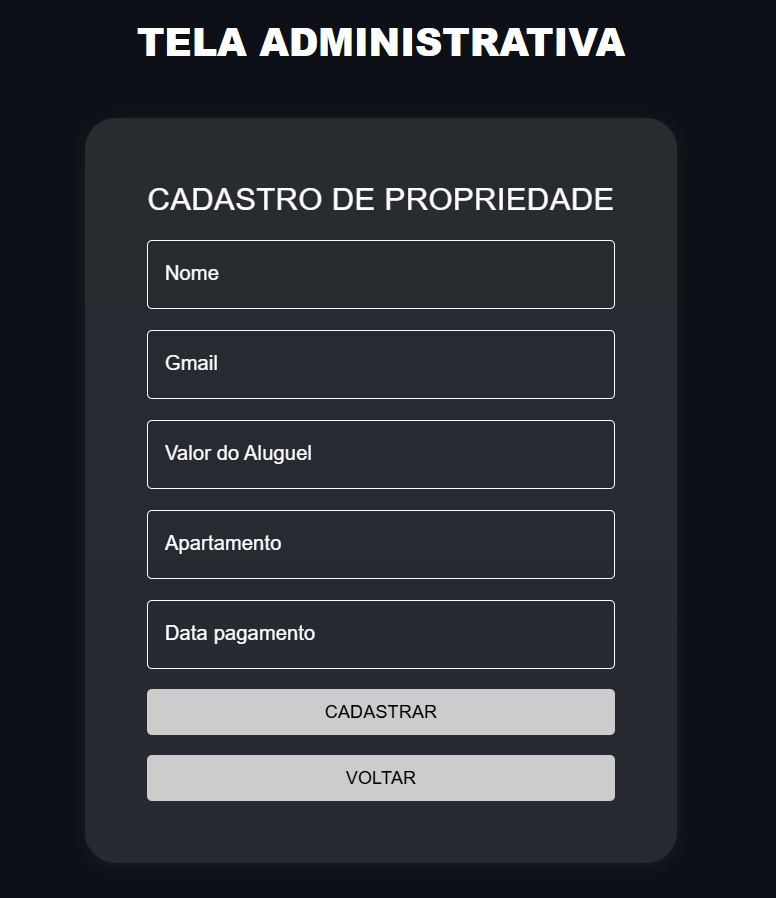 TELA ADMINISTRATIVA
CADASTRO DE PROPRIEDADE
Nome
Gmail
Valor do Aluguel
Apartamento
Data pagamento
CADASTRAR
VOLTAR